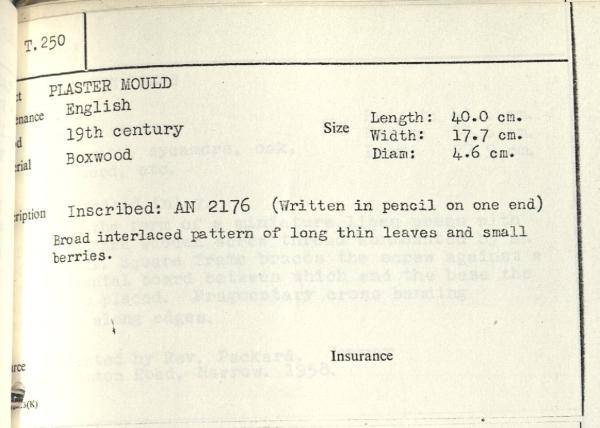 T.250
PLASTER MOULD
English
19th century
Boxwood
Size
Length: 40.0 cm.
Width: 17.7 cm.
Diam: 4.6 cm.
Inscribed: AN 2176 (Written in pencil on one end)
Broad interlaced pattern of long thin leaves and small
berries.
Insurance